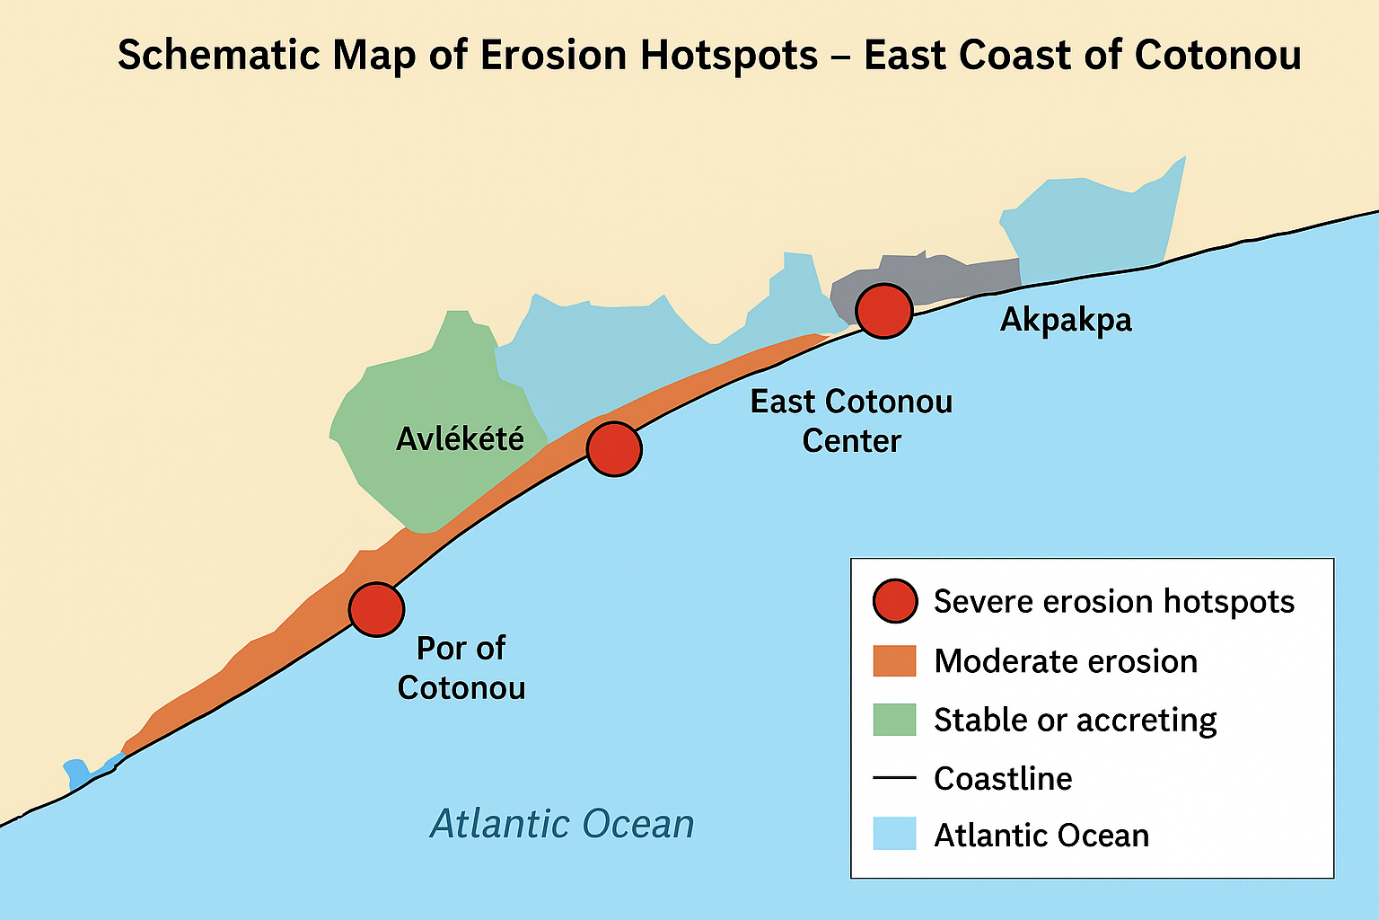 Schematic Map of Erosion Hotspots – East Coast of Cotonou
Akpakpa
East Cotonou
Center
Avlékété
Por of
Cotonou
Atlantic Ocean
Severe erosion hotspots
Moderate erosion
Stable or accreting
Coastline
Atlantic Ocean